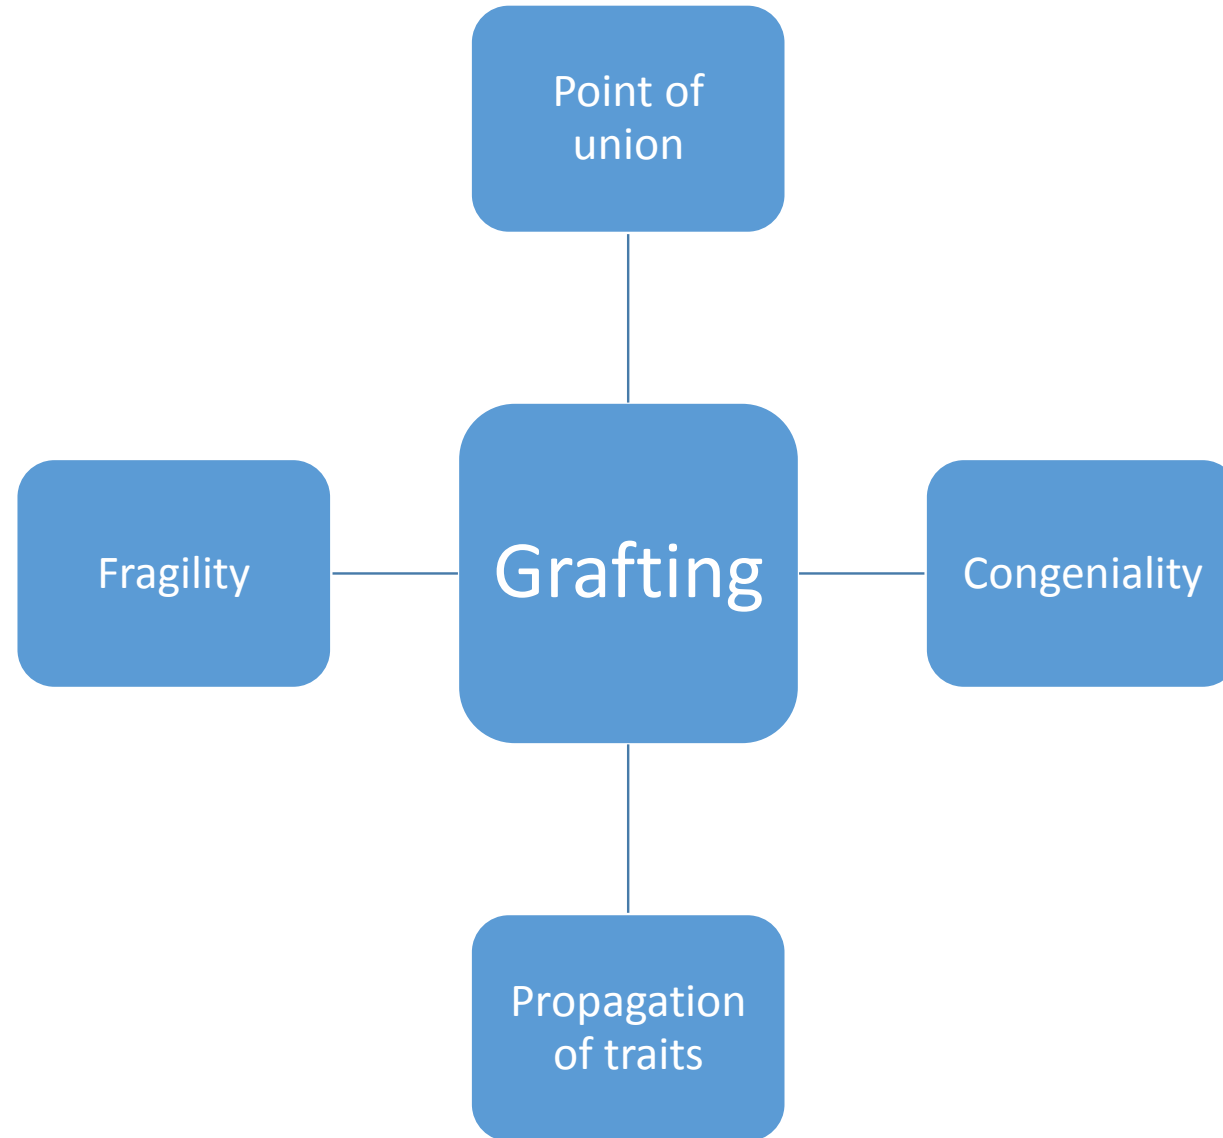 Point of
union
Fragility
Grafting
Congeniality
Propagation
of traits